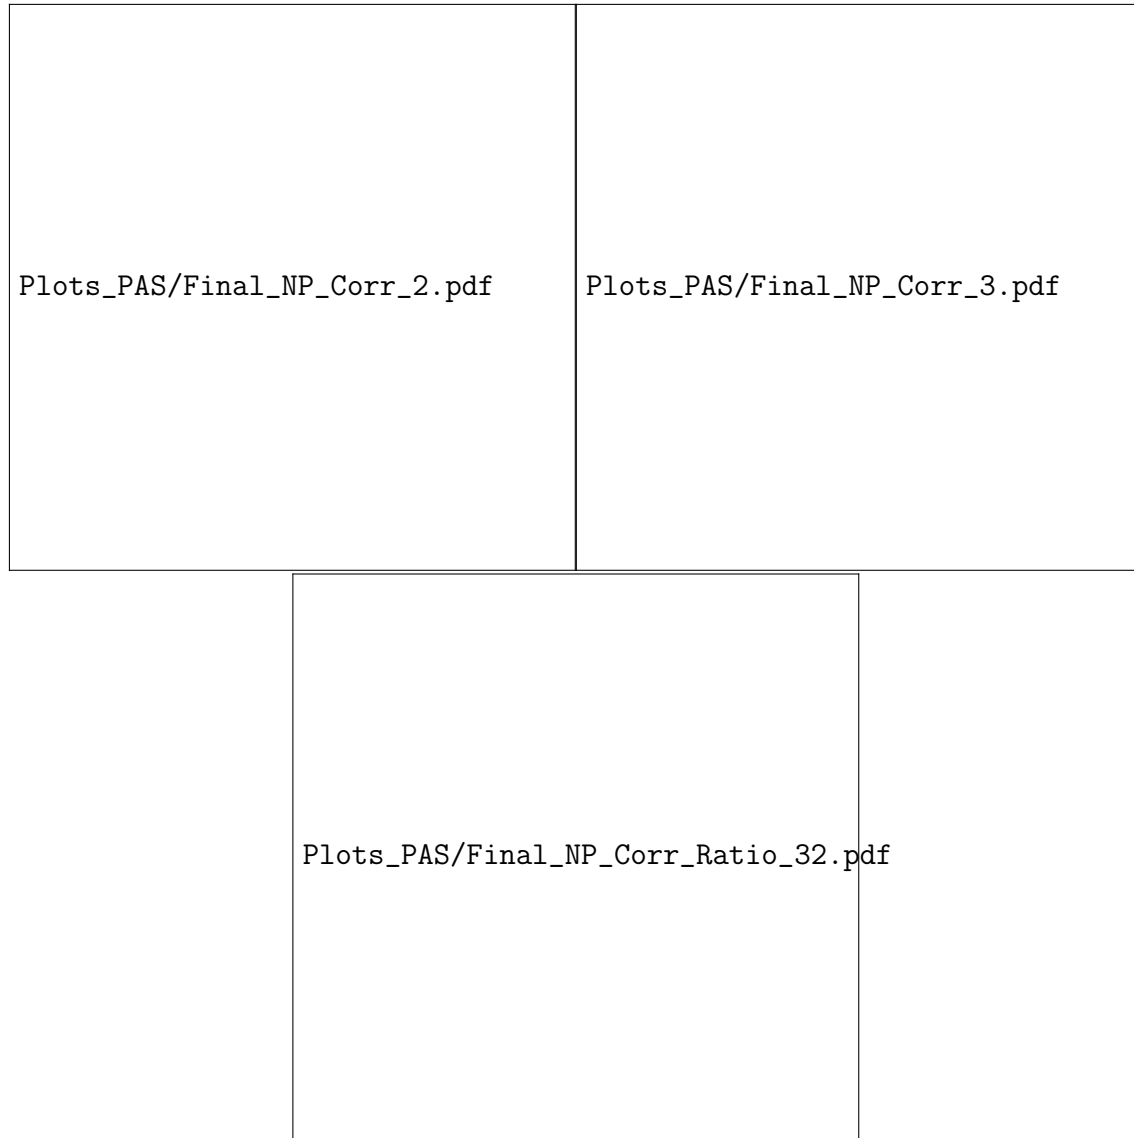 Plots_PAS/Final_NP_Corr_2.pdf
Plots_PAS/Final_NP_Corr_3.pdf
Plots_PAS/Final_NP_Corr_Ratio_32.pdf